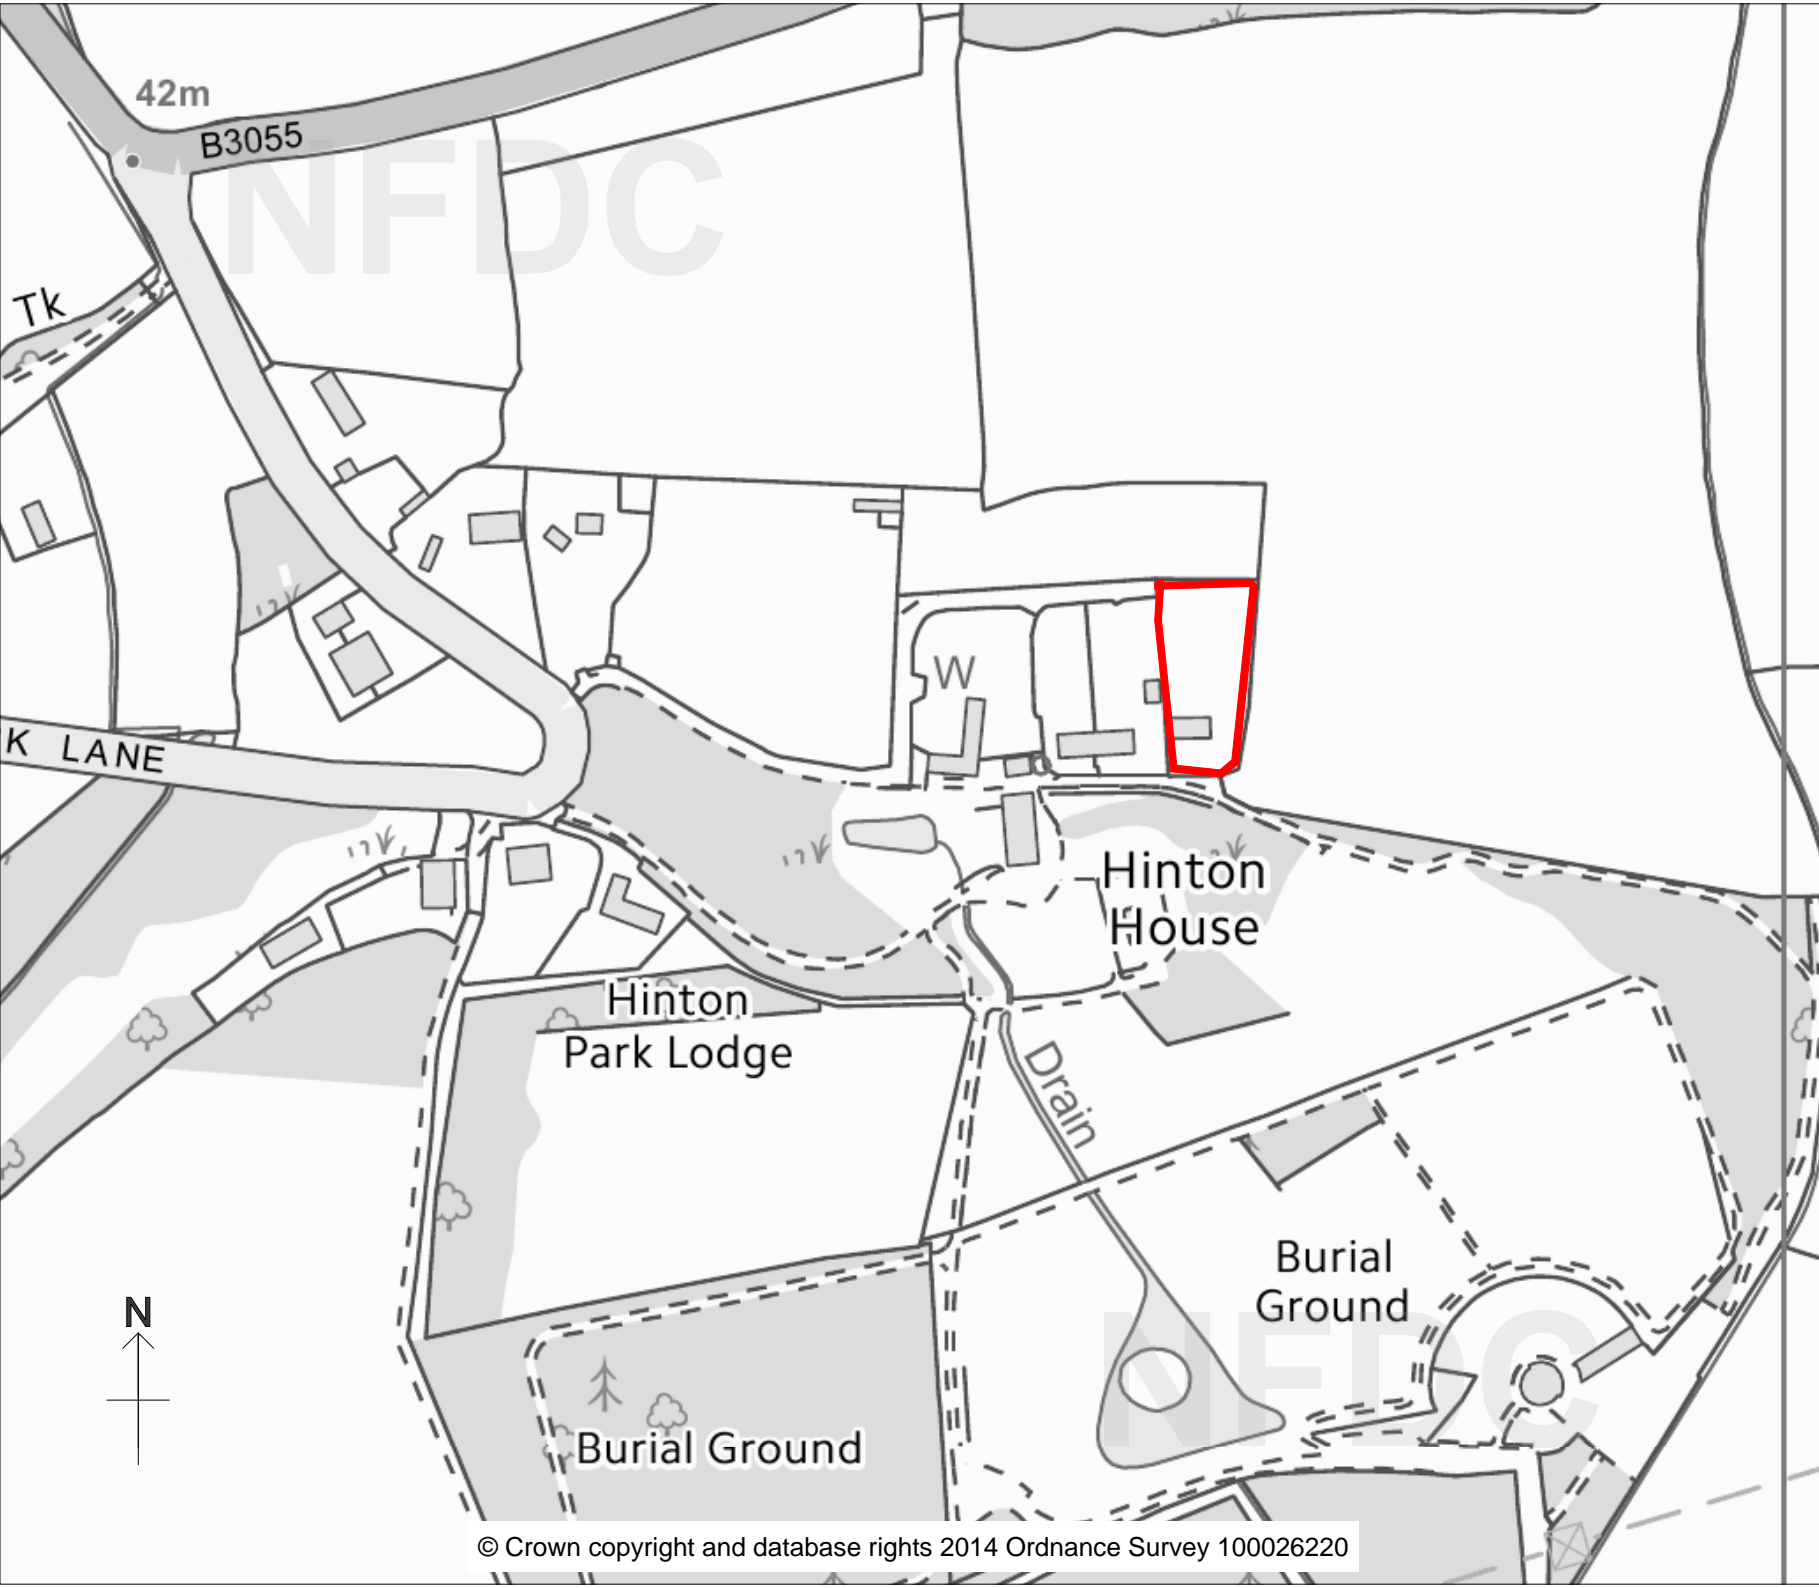 42m
B3055
NFDC
Tk
W
K LANE
Hinton
House
Hinton
Park Lodge
Drain
Burial
Ground
N
NFDC
Burial Ground
© Crown copyright and database rights 2014 Ordnance Survey 100026220